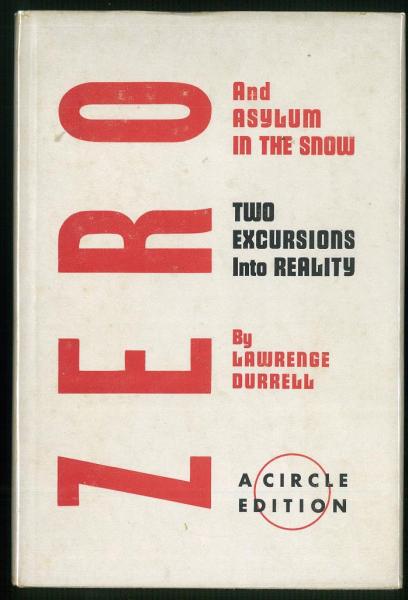 ZERO
And
ASYLUM
IN THE SNOW
TWO
EXCURSIONS
Into REALITY
By
LAWRENCE
DURRELL
A CIRCLE
EDITION